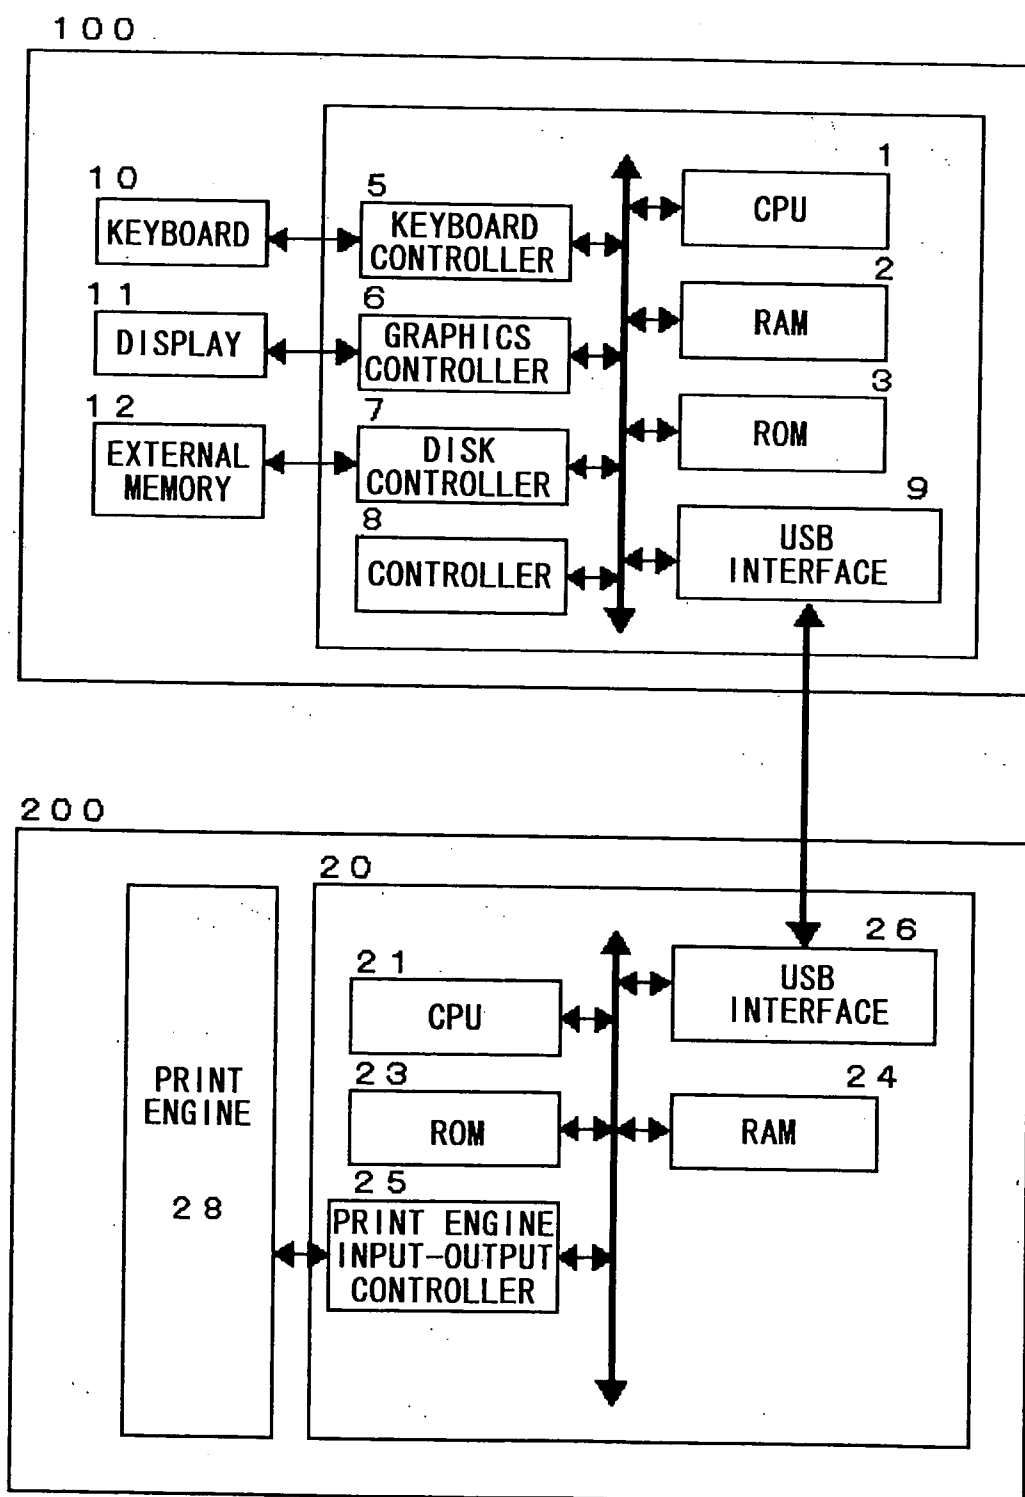 100
10
KEYBOARD
5
KEYBOARD
CONTROLLER
1
CPU
11
DISPLAY
6
GRAPHICS
CONTROLLER
2
RAM
12
EXTERNAL
MEMORY
7
DISK
CONTROLLER
3
ROM
8
CONTROLLER
9
USB
INTERFACE
200
20
PRINT
ENGINE
28
21
CPU
26
USB
INTERFACE
23
ROM
24
RAM
25
PRINT ENGINE
INPUT-OUTPUT
CONTROLLER